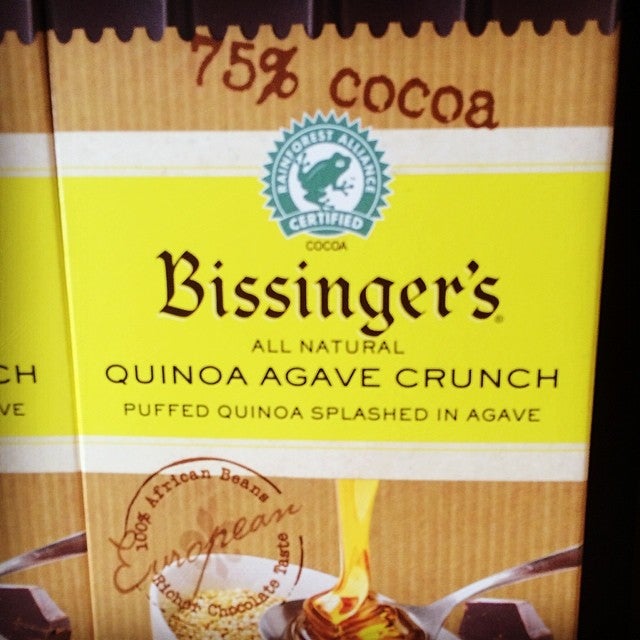 75% cocoa
RAINFOREST ALLIANCE
CERTIFIED
COCOA
Bissinger's®
ALL NATURAL
QUINOA AGAVE CRUNCH
PUFFED QUINOA SPLASHED IN AGAVE
CH
VE
100% African Beans
European
Richer Chocolate Taste